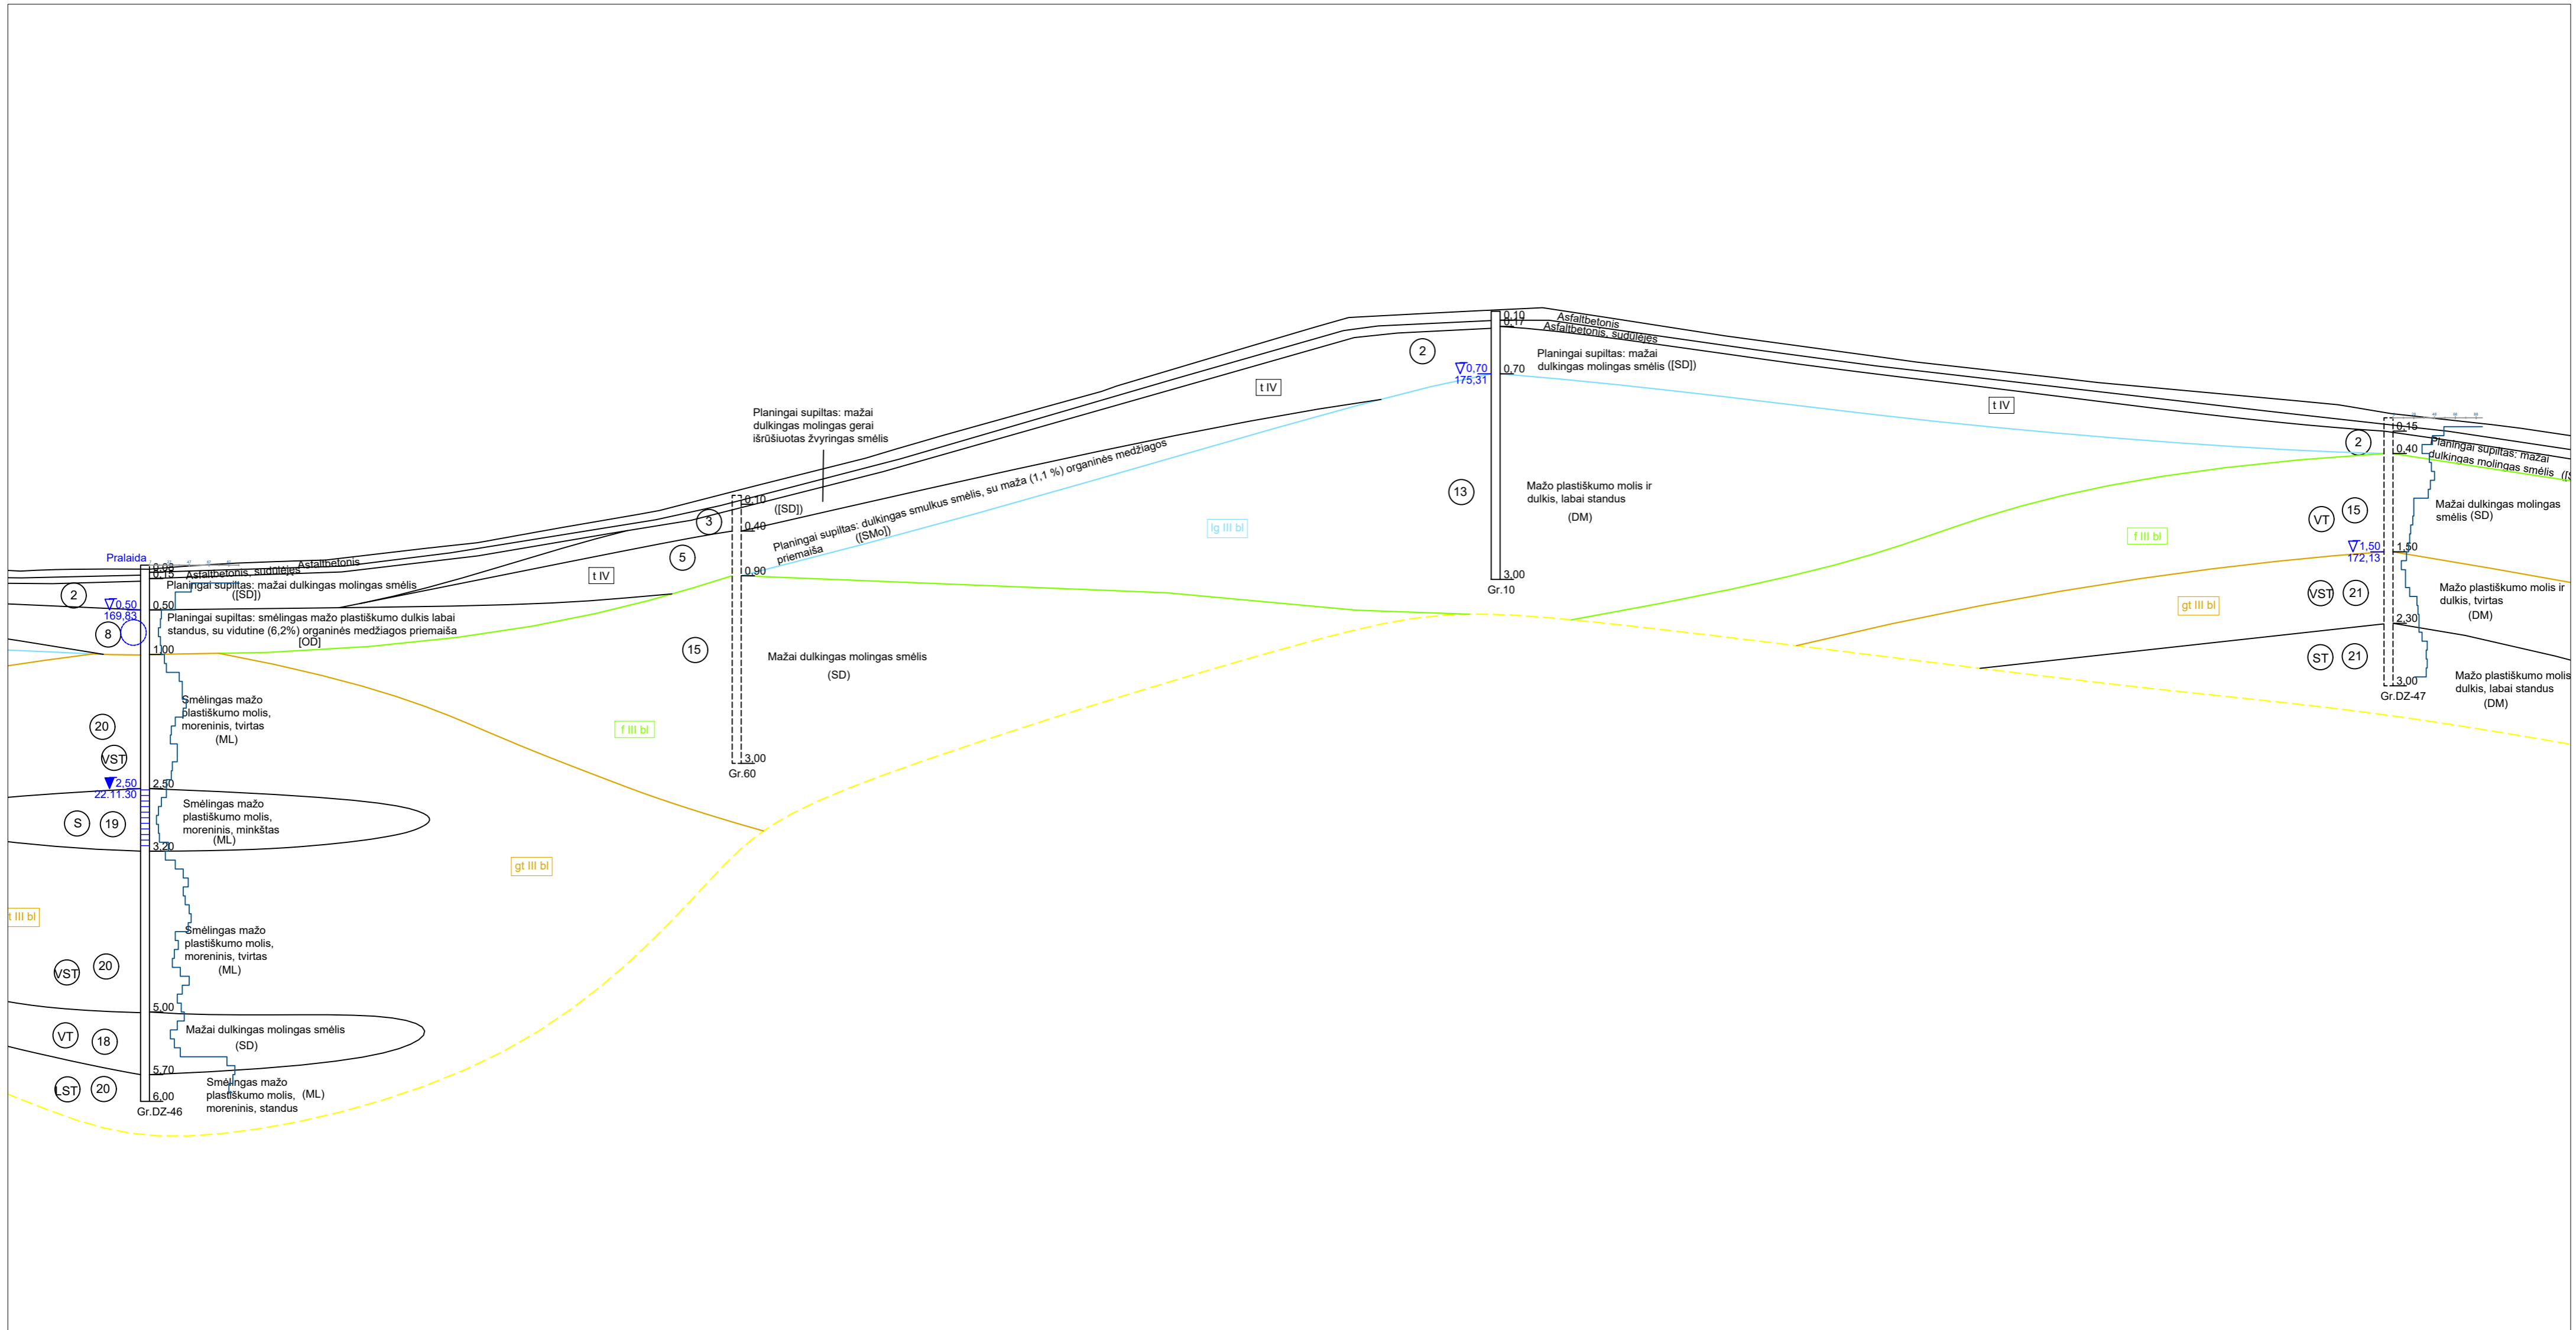 Pralaida
0,08
0,15
Asfaltbetonis
Asfaltbetonis, sudūlėjęs
Planingai supiltas: mažai dulkingas molingas smėlis
([SD])
2
0,50
169,83
0,50
8
Planingai supiltas: smėlingas mažo plastiškumo dulkis labai
standus, su vidutine (6,2%) organinės medžiagos priemaiša
[OD]
1,00
Smėlingas mažo
plastiškumo molis,
moreninis, tvirtas
(ML)
20
VST
2,50
22.11.30
2,50
Smėlingas mažo
plastiškumo molis,
moreninis, minkštas
(ML)
S
19
3,20
t III bl
gt III bl
Smėlingas mažo
plastiškumo molis,
moreninis, tvirtas
(ML)
VST
20
5,00
Mažai dulkingas molingas smėlis
(SD)
VT
18
5,70
Smėlingas mažo
plastiškumo molis, (ML)
moreninis, standus
LST
20
6,00
Gr.DZ-46
Planingai supiltas: mažai
dulkingas molingas gerai
išrūšiuotas žvyringas smėlis
0,10
([SD])
3
0,40
5
Planingai supiltas: dulkingas smulkus smėlis, su maža (1,1 %) organinės medžiagos
priemaiša ([SMo])
t IV
0,90
15
Mažai dulkingas molingas smėlis
(SD)
f III bl
3,00
Gr.60
t IV
lg III bl
0,10
0,17
Asfaltbetonis
Asfaltbetonis, sudūlėjęs
2
Planingai supiltas: mažai
dulkingas molingas smėlis ([SD])
0,70
175,31
0,70
13
Mažo plastiškumo molis ir
dulkis, labai standus
(DM)
3,00
Gr.10
t IV
f III bl
gt III bl
0,15
2
0,40
Planingai supiltas: mažai
dulkingas molingas smėlis ([S
VT
15
Mažai dulkingas molingas
smėlis (SD)
1,50
172,13
1,50
VST
21
Mažo plastiškumo molis ir
dulkis, tvirtas
(DM)
2,30
ST
21
Mažo plastiškumo molis
dulkis, labai standus
(DM)
3,00
Gr.DZ-47